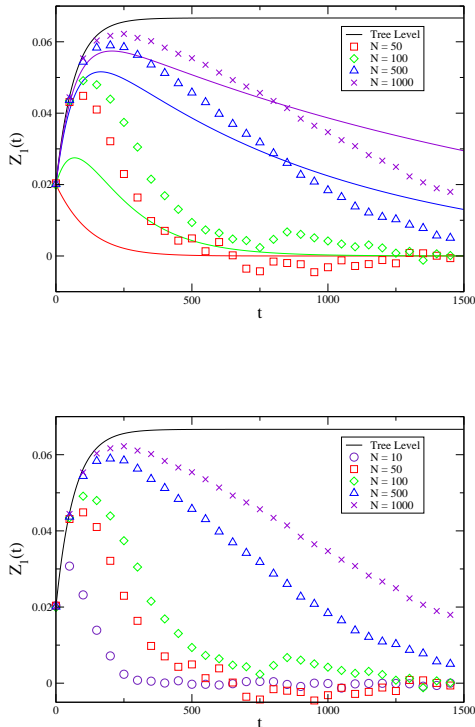 Tree Level
N = 50
N = 100
N = 500
N = 1000
Z₁(t)
0.06
0.04
0.02
0
0 500 1000 1500
t
Tree Level
N = 10
N = 50
N = 100
N = 500
N = 1000
Z₁(t)
0.06
0.04
0.02
0
0 500 1000 1500
t